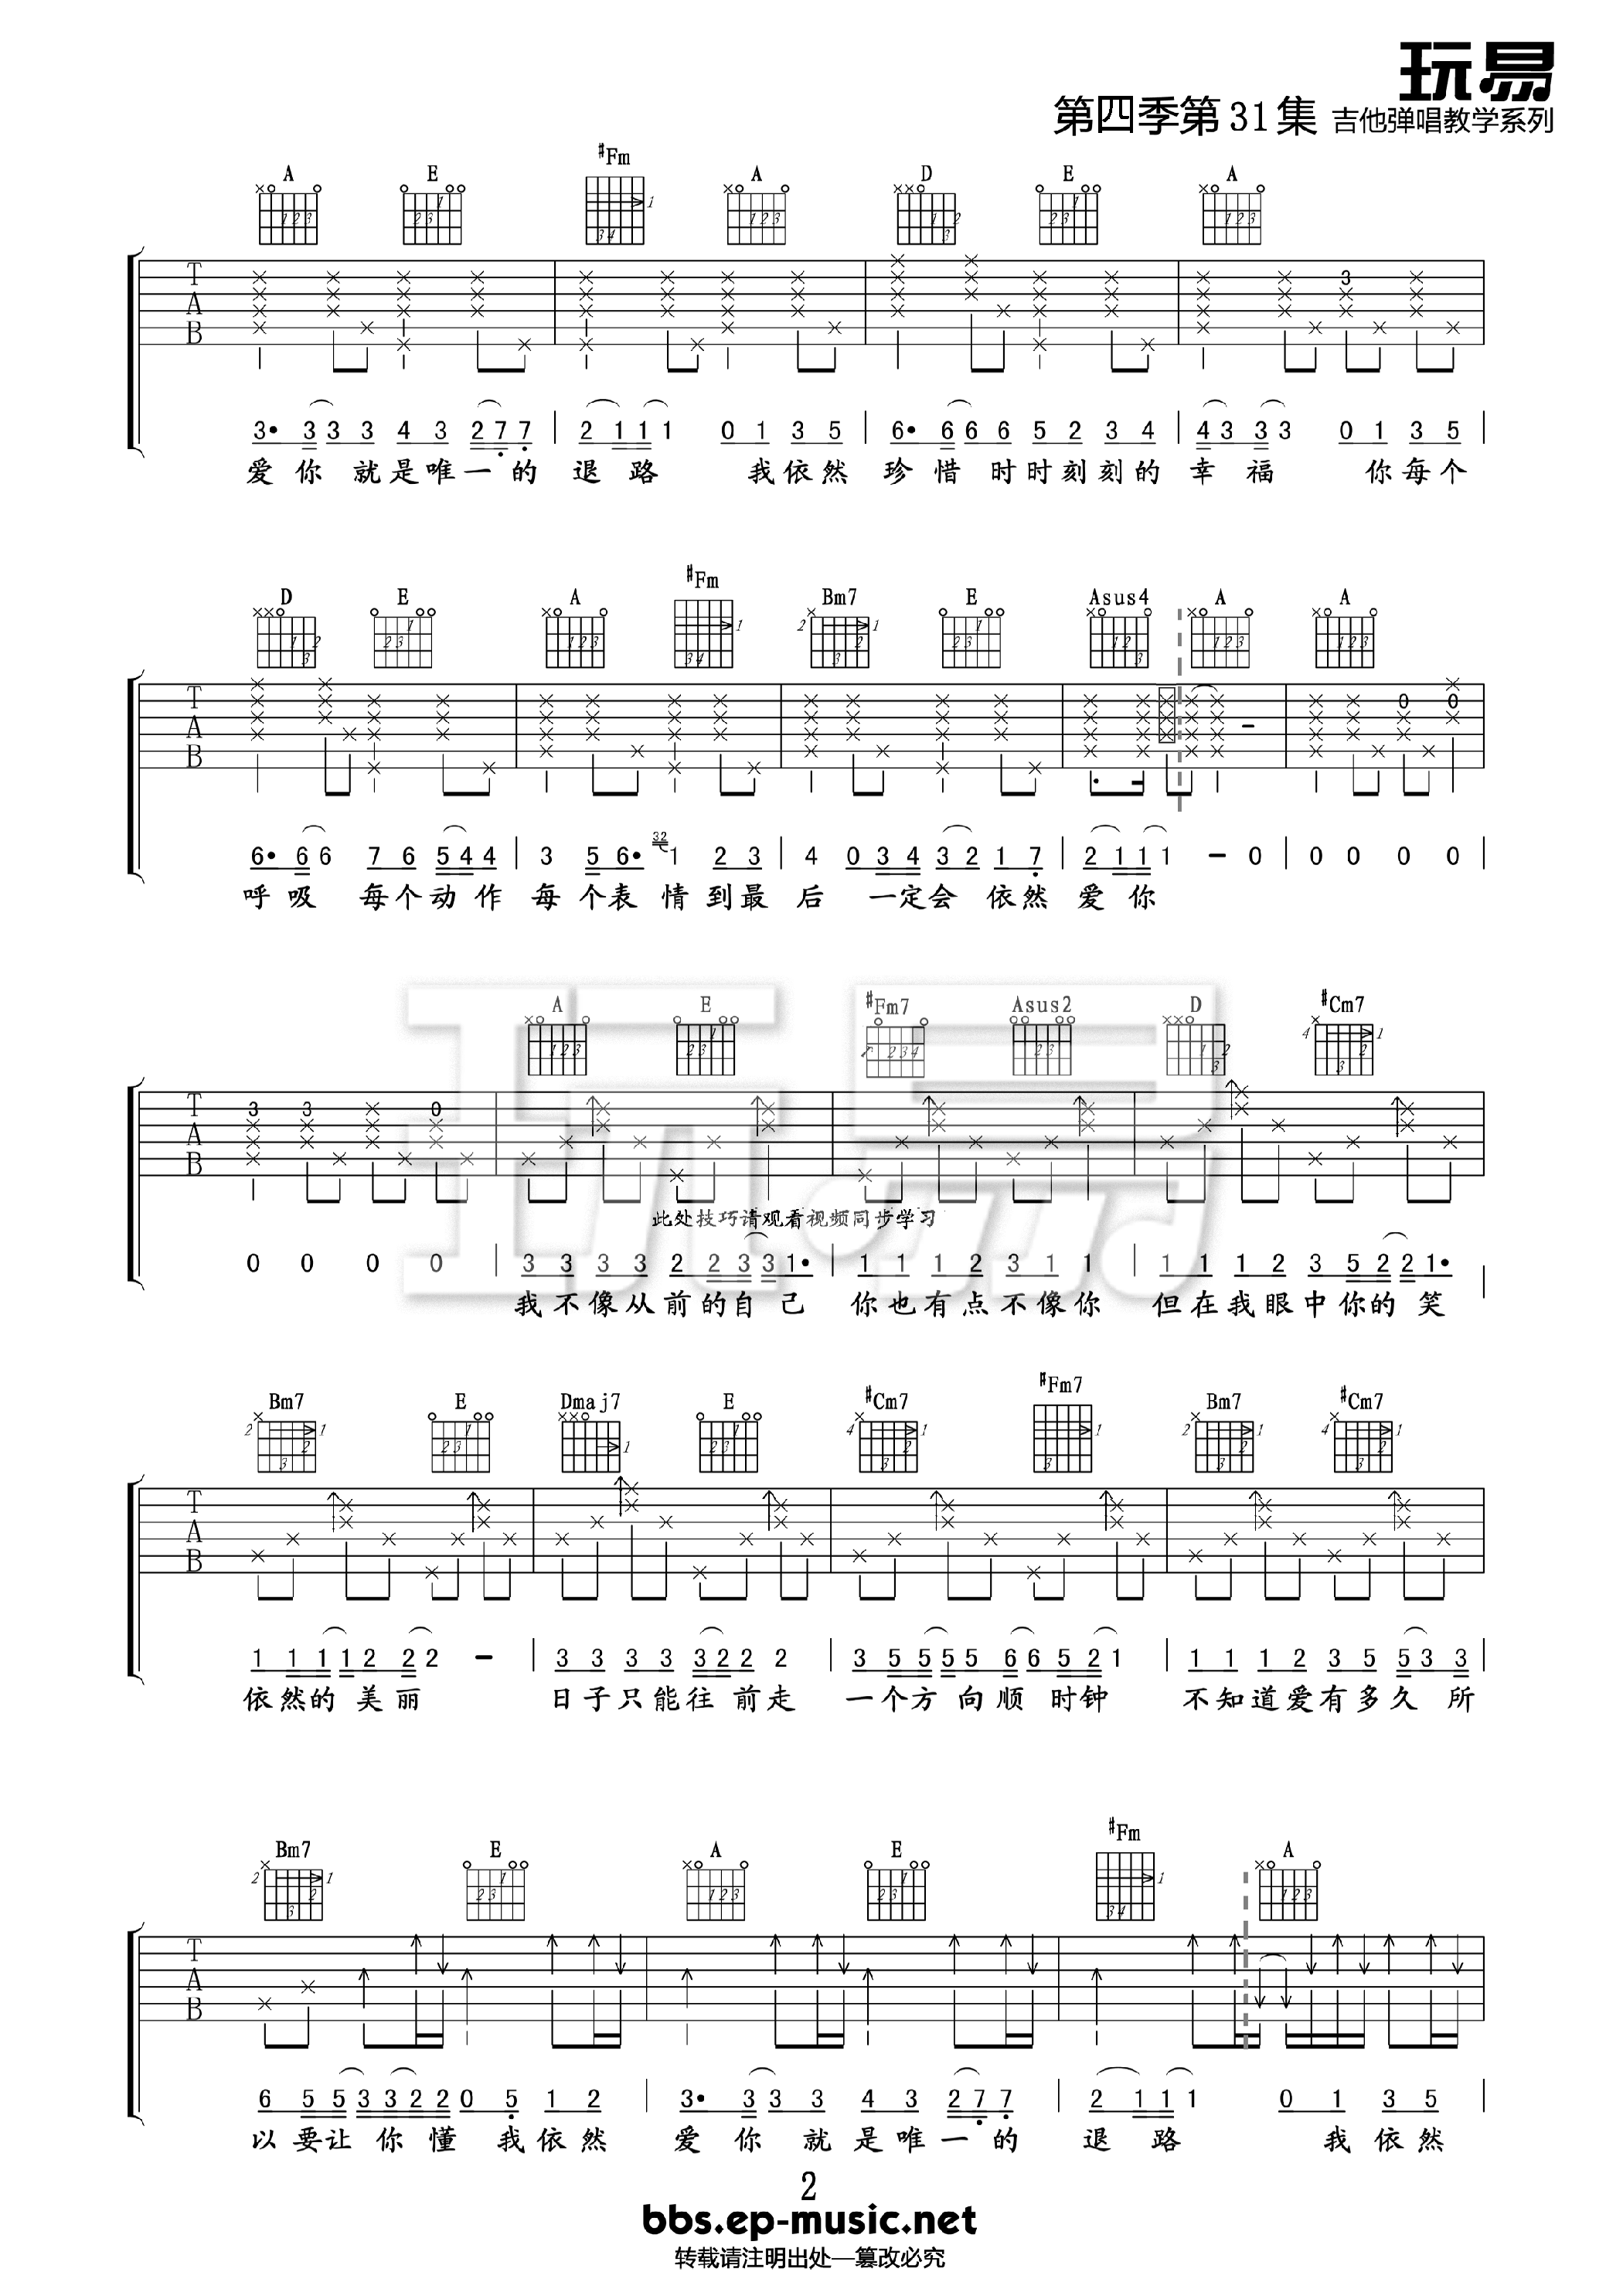 玩易
第四季第31集 吉他弹唱教学系列
A E #Fm A D E A
T A B 3
3· 3 3 3 4 3 2 7 7 | 2 1 1 1 0 1 3 5 | 6· 6 6 6 5 2 3 4 | 4 3 3 3 0 1 3 5 |
爱你 就是唯一的 退路 我依然 珍惜 时时刻刻的 幸福 你每个
D E A #Fm Bm7 E Asus4 A A
T A B 0 0
6· 6 6 7 6 5 4 4 | 3 5 6· 32 1 2 3 | 4 0 3 4 3 2 1 7 | 2 1 1 1 - 0 | 0 0 0 0 |
呼吸 每个动作 每个表情到最后 一定会 依然 爱你
A E #Fm7 Asus2 D #Cm7
T A B 3 3 0
此处技巧请观看视频同步学习
0 0 0 0 | 3 3 3 3 2 2 3 3 1· | 1 1 1 2 3 1 1 | 1 1 1 2 3 5 2 2 1· |
我不像从前的自己 你也有点不像你 但在我眼中你的笑
Bm7 E Dmaj7 E #Cm7 #Fm7 Bm7 #Cm7
T A B
1 1 1 1 2 2 2 - | 3 3 3 3 3 2 2 2 | 3 5 5 5 5 6 6 5 2 1 | 1 1 1 2 3 5 5 3 3 |
依然的美丽 日子只能往前走 一个方向顺时钟 不知道爱有多久 所
Bm7 E A E #Fm A
T A B
6 5 5 3 3 2 2 0 5 1 2 | 3· 3 3 3 4 3 2 7 7 | 2 1 1 1 0 1 3 5 |
以要让你懂 我依然 爱你 就是唯一的 退路 我依然
2
bbs.ep-music.net
转载请注明出处—篡改必究